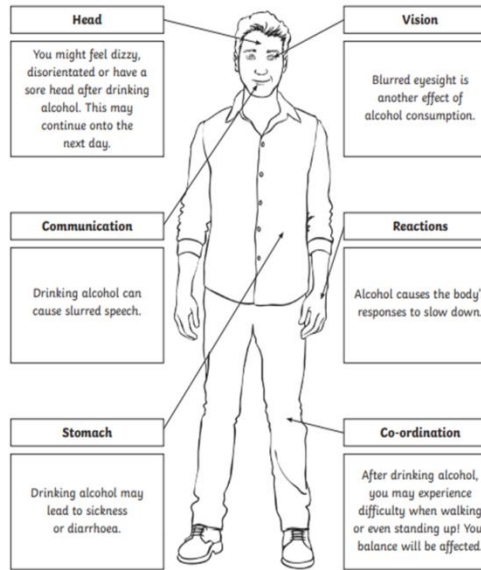 Head
You might feel dizzy,
disorientated or have a
sore head after drinking
alcohol. This may
continue onto the
next day.
Communication
Drinking alcohol can
cause slurred speech.
Stomach
Drinking alcohol may
lead to sickness
or diarrhoea.
Vision
Blurred eyesight is
another effect of
alcohol consumption.
Reactions
Alcohol causes the body'
responses to slow down.
Co-ordination
After drinking alcohol,
you may experience
difficulty when walking
or even standing up! You
balance will be affected.